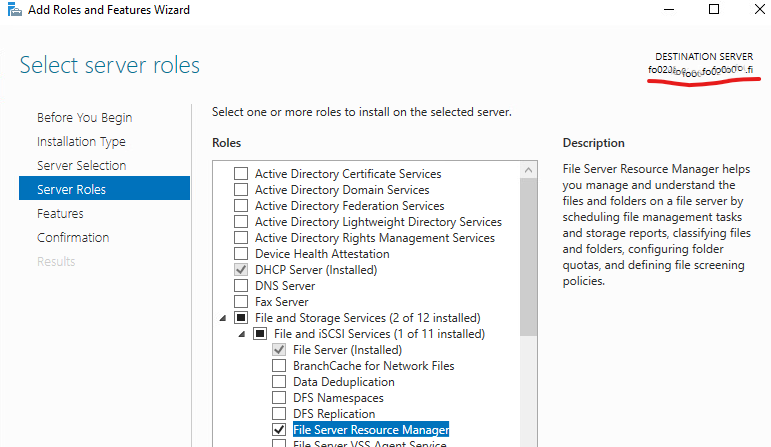 Add Roles and Features Wizard
Select server roles
DESTINATION SERVER
Before You Begin
Installation Type
Server Selection
Server Roles
Features
Confirmation
Results
Select one or more roles to install on the selected server.
Roles
Active Directory Certificate Services
Active Directory Domain Services
Active Directory Federation Services
Active Directory Lightweight Directory Services
Active Directory Rights Management Services
Device Health Attestation
DHCP Server (Installed)
DNS Server
Fax Server
File and Storage Services (2 of 12 installed)
File and iSCSI Services (1 of 11 installed)
File Server (Installed)
BranchCache for Network Files
Data Deduplication
DFS Namespaces
DFS Replication
File Server Resource Manager
File Server VSS Agent Service
Description
File Server Resource Manager helps
you manage and understand the
files and folders on a file server by
scheduling file management tasks
and storage reports, classifying files
and folders, configuring folder
quotas, and defining file screening
policies.